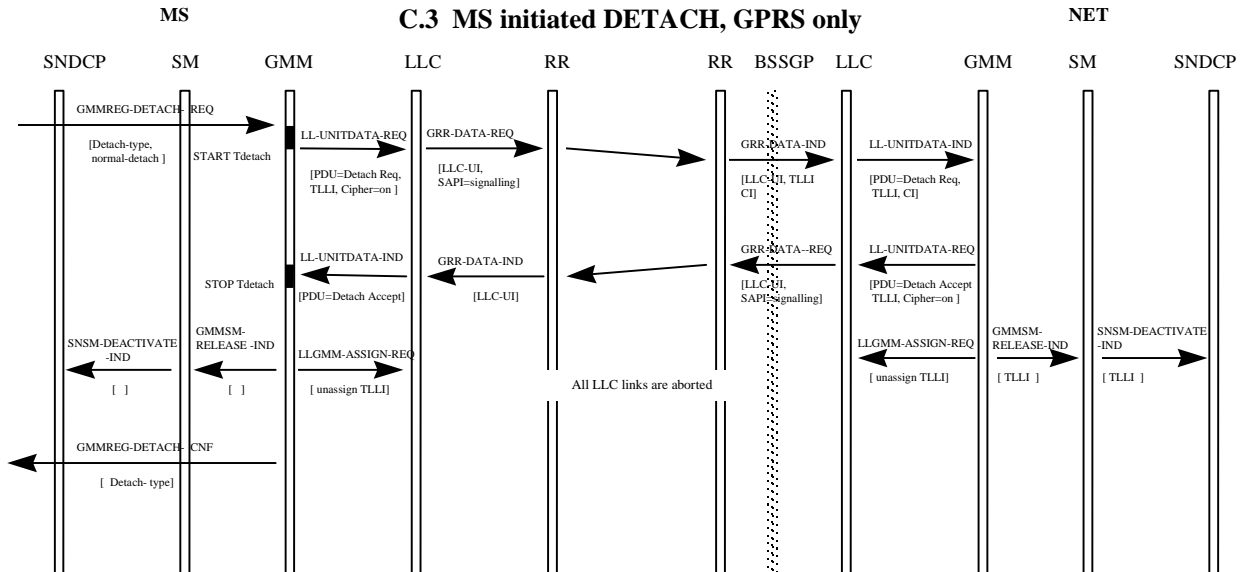 MS
C.3 MS initiated DETACH, GPRS only
NET
SNDCP SM GMM LLC RR RR BSSGP LLC GMM SM SNDCP
GMMREG-DETACH- REQ
[Detach-type,
normal-detach ]
START Tdetach
LL-UNITDATA-REQ
[PDU=Detach Req,
TLLI, Cipher=on ]
GRR-DATA-REQ
[LLC-UI,
SAPI=signalling]
GRR-DATA-IND
[LLC-UI, TLLI
CI]
LL-UNITDATA-IND
[PDU=Detach Req,
TLLI, CI]
STOP Tdetach
LL-UNITDATA-IND
[PDU=Detach Accept]
GRR-DATA-IND
[LLC-UI]
GRR-DATA--REQ
[LLC-UI,
SAPI=signalling]
LL-UNITDATA-REQ
[PDU=Detach Accept
TLLI, Cipher=on ]
SNSM-DEACTIVATE
-IND
[ ]
GMMSM-
RELEASE -IND
[ ]
LLGMM-ASSIGN-REQ
[ unassign TLLI]
All LLC links are aborted
LLGMM-ASSIGN-REQ
[ unassign TLLI]
GMMSM-
RELEASE-IND
[ TLLI ]
SNSM-DEACTIVATE
-IND
[ TLLI ]
GMMREG-DETACH- CNF
[ Detach- type]